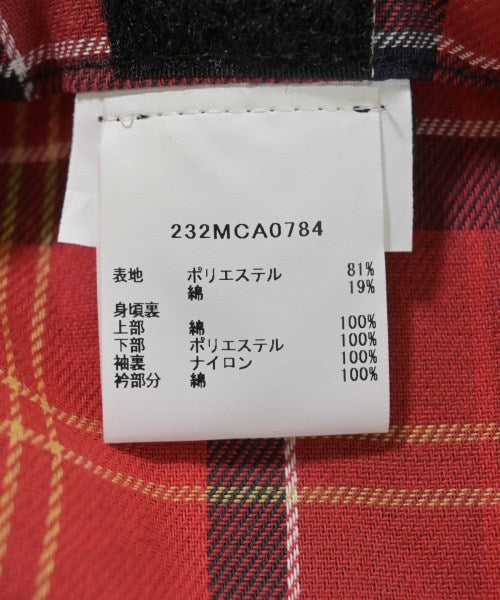 232MCA0784
表地 ポリエステル 81%
綿 19%
身頃裏
上部 綿 100%
下部 ポリエステル 100%
袖裏 ナイロン 100%
衿部分 綿 100%